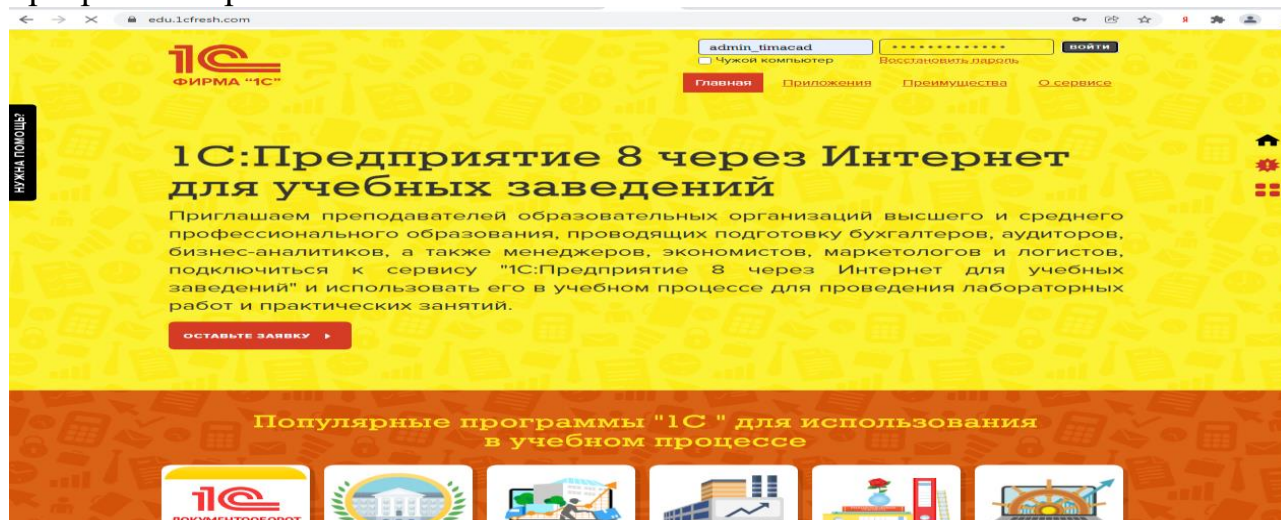 edu.1cfresh.com
1С
ФИРМА "1С"
admin_timacad
войти
Чужой компьютер
Восстановить пароль
Главная
Приложения
Преимущества
О сервисе
НУЖНА ПОМОЩЬ?
1С:Предприятие 8 через Интернет
для учебных заведений
Приглашаем преподавателей образовательных организаций высшего и среднего
профессионального образования, проводящих подготовку бухгалтеров, аудиторов,
бизнес-аналитиков, а также менеджеров, экономистов, маркетологов и логистов,
подключиться к сервису "1С:Предприятие 8 через Интернет для учебных
заведений" и использовать его в учебном процессе для проведения лабораторных
работ и практических занятий.
ОСТАВЬТЕ ЗАЯВКУ
Популярные программы "1С " для использования
в учебном процессе
1С
ДОКУМЕНТООБОРОТ